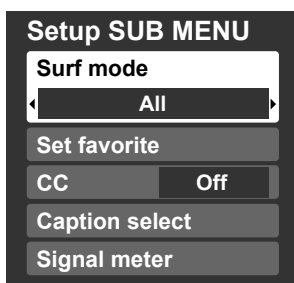 Setup SUB MENU
Surf mode
All
Set favorite
CC Off
Caption select
Signal meter